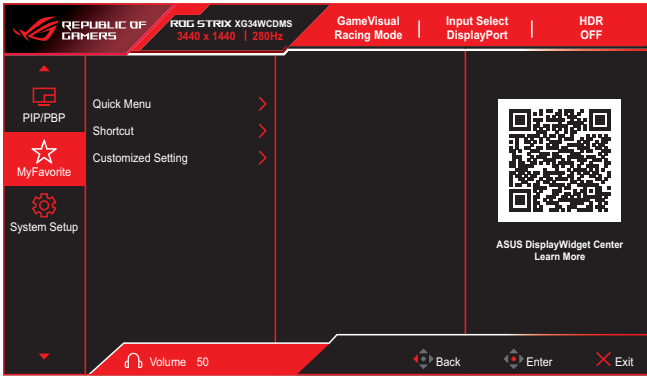 REPUBLIC OF
GAMERS
ROG STRIX XG34WCDMS
3440 x 1440 | 280Hz
GameVisual
Racing Mode
Input Select
DisplayPort
HDR
OFF
PIP/PBP
MyFavorite
System Setup
Quick Menu
Shortcut
Customized Setting
ASUS DisplayWidget Center
Learn More
Volume 50
Back
Enter
Exit